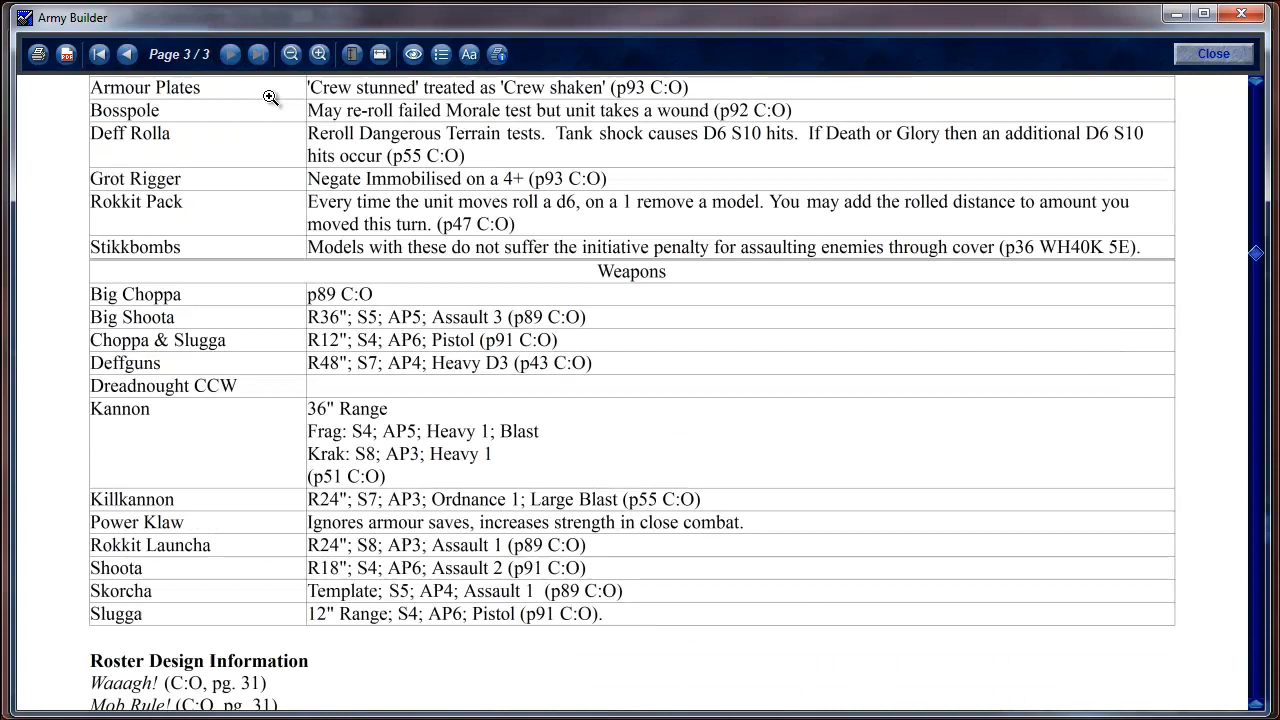 Army Builder
Page 3 / 3
Aa
Close
Armour Plates 'Crew stunned' treated as 'Crew shaken' (p93 C:O)
Bosspole May re-roll failed Morale test but unit takes a wound (p92 C:O)
Deff Rolla Reroll Dangerous Terrain tests. Tank shock causes D6 S10 hits. If Death or Glory then an additional D6 S10
hits occur (p55 C:O)
Grot Rigger Negate Immobilised on a 4+ (p93 C:O)
Rokkit Pack Every time the unit moves roll a d6, on a 1 remove a model. You may add the rolled distance to amount you
moved this turn. (p47 C:O)
Stikkbombs Models with these do not suffer the initiative penalty for assaulting enemies through cover (p36 WH40K 5E).
Weapons
Big Choppa p89 C:O
Big Shoota R36"; S5; AP5; Assault 3 (p89 C:O)
Choppa & Slugga R12"; S4; AP6; Pistol (p91 C:O)
Deffguns R48"; S7; AP4; Heavy D3 (p43 C:O)
Dreadnought CCW
Kannon 36" Range
Frag: S4; AP5; Heavy 1; Blast
Krak: S8; AP3; Heavy 1
(p51 C:O)
Killkannon R24"; S7; AP3; Ordnance 1; Large Blast (p55 C:O)
Power Klaw Ignores armour saves, increases strength in close combat.
Rokkit Launcha R24"; S8; AP3; Assault 1 (p89 C:O)
Shoota R18"; S4; AP6; Assault 2 (p91 C:O)
Skorcha Template; S5; AP4; Assault 1 (p89 C:O)
Slugga 12" Range; S4; AP6; Pistol (p91 C:O).
Roster Design Information
Waaagh! (C:O, pg. 31)
Mob Rule! (C:O, pg. 31)